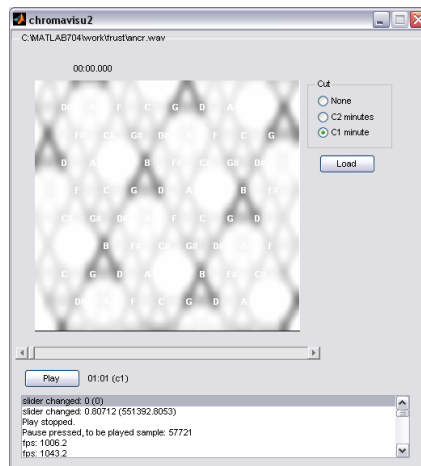 chromavisu2
C:\MATLAB704\work\frust\ancr.wav
00:00.000
Cut
None
C2 minutes
C1 minute
Load
D# A F C G D A
F# C# G# D# A F C G
D A B F# C# G# D#
F C G D A B F
C# G# D# A F C G D
B F# C# G# D# A F
C G D A B F# C#
D# A F C G D A
Play 01:01 (c1)
slider changed: 0 (0)
slider changed: 0.80712 (551392.8053)
Play stopped.
Pause pressed, to be played sample: 57721
fps: 1006.2
fps: 1043.2